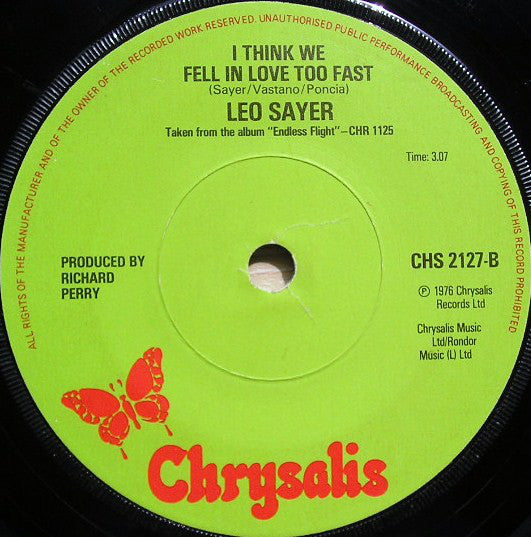 ALL RIGHTS OF THE MANUFACTURER AND OF THE OWNER OF THE RECORDED WORK RESERVED. UNAUTHORISED PUBLIC PERFORMANCE BROADCASTING AND COPYING OF THIS RECORD PROHIBITED
I THINK WE
FELL IN LOVE TOO FAST
(Sayer/Vastano/Poncia)
LEO SAYER
Taken from the album "Endless Flight"–CHR 1125
Time: 3.07
PRODUCED BY
RICHARD
PERRY
CHS 2127-B
Ⓟ 1976 Chrysalis
Records Ltd
Chrysalis Music
Ltd/Rondor
Music (L) Ltd
Chrysalis